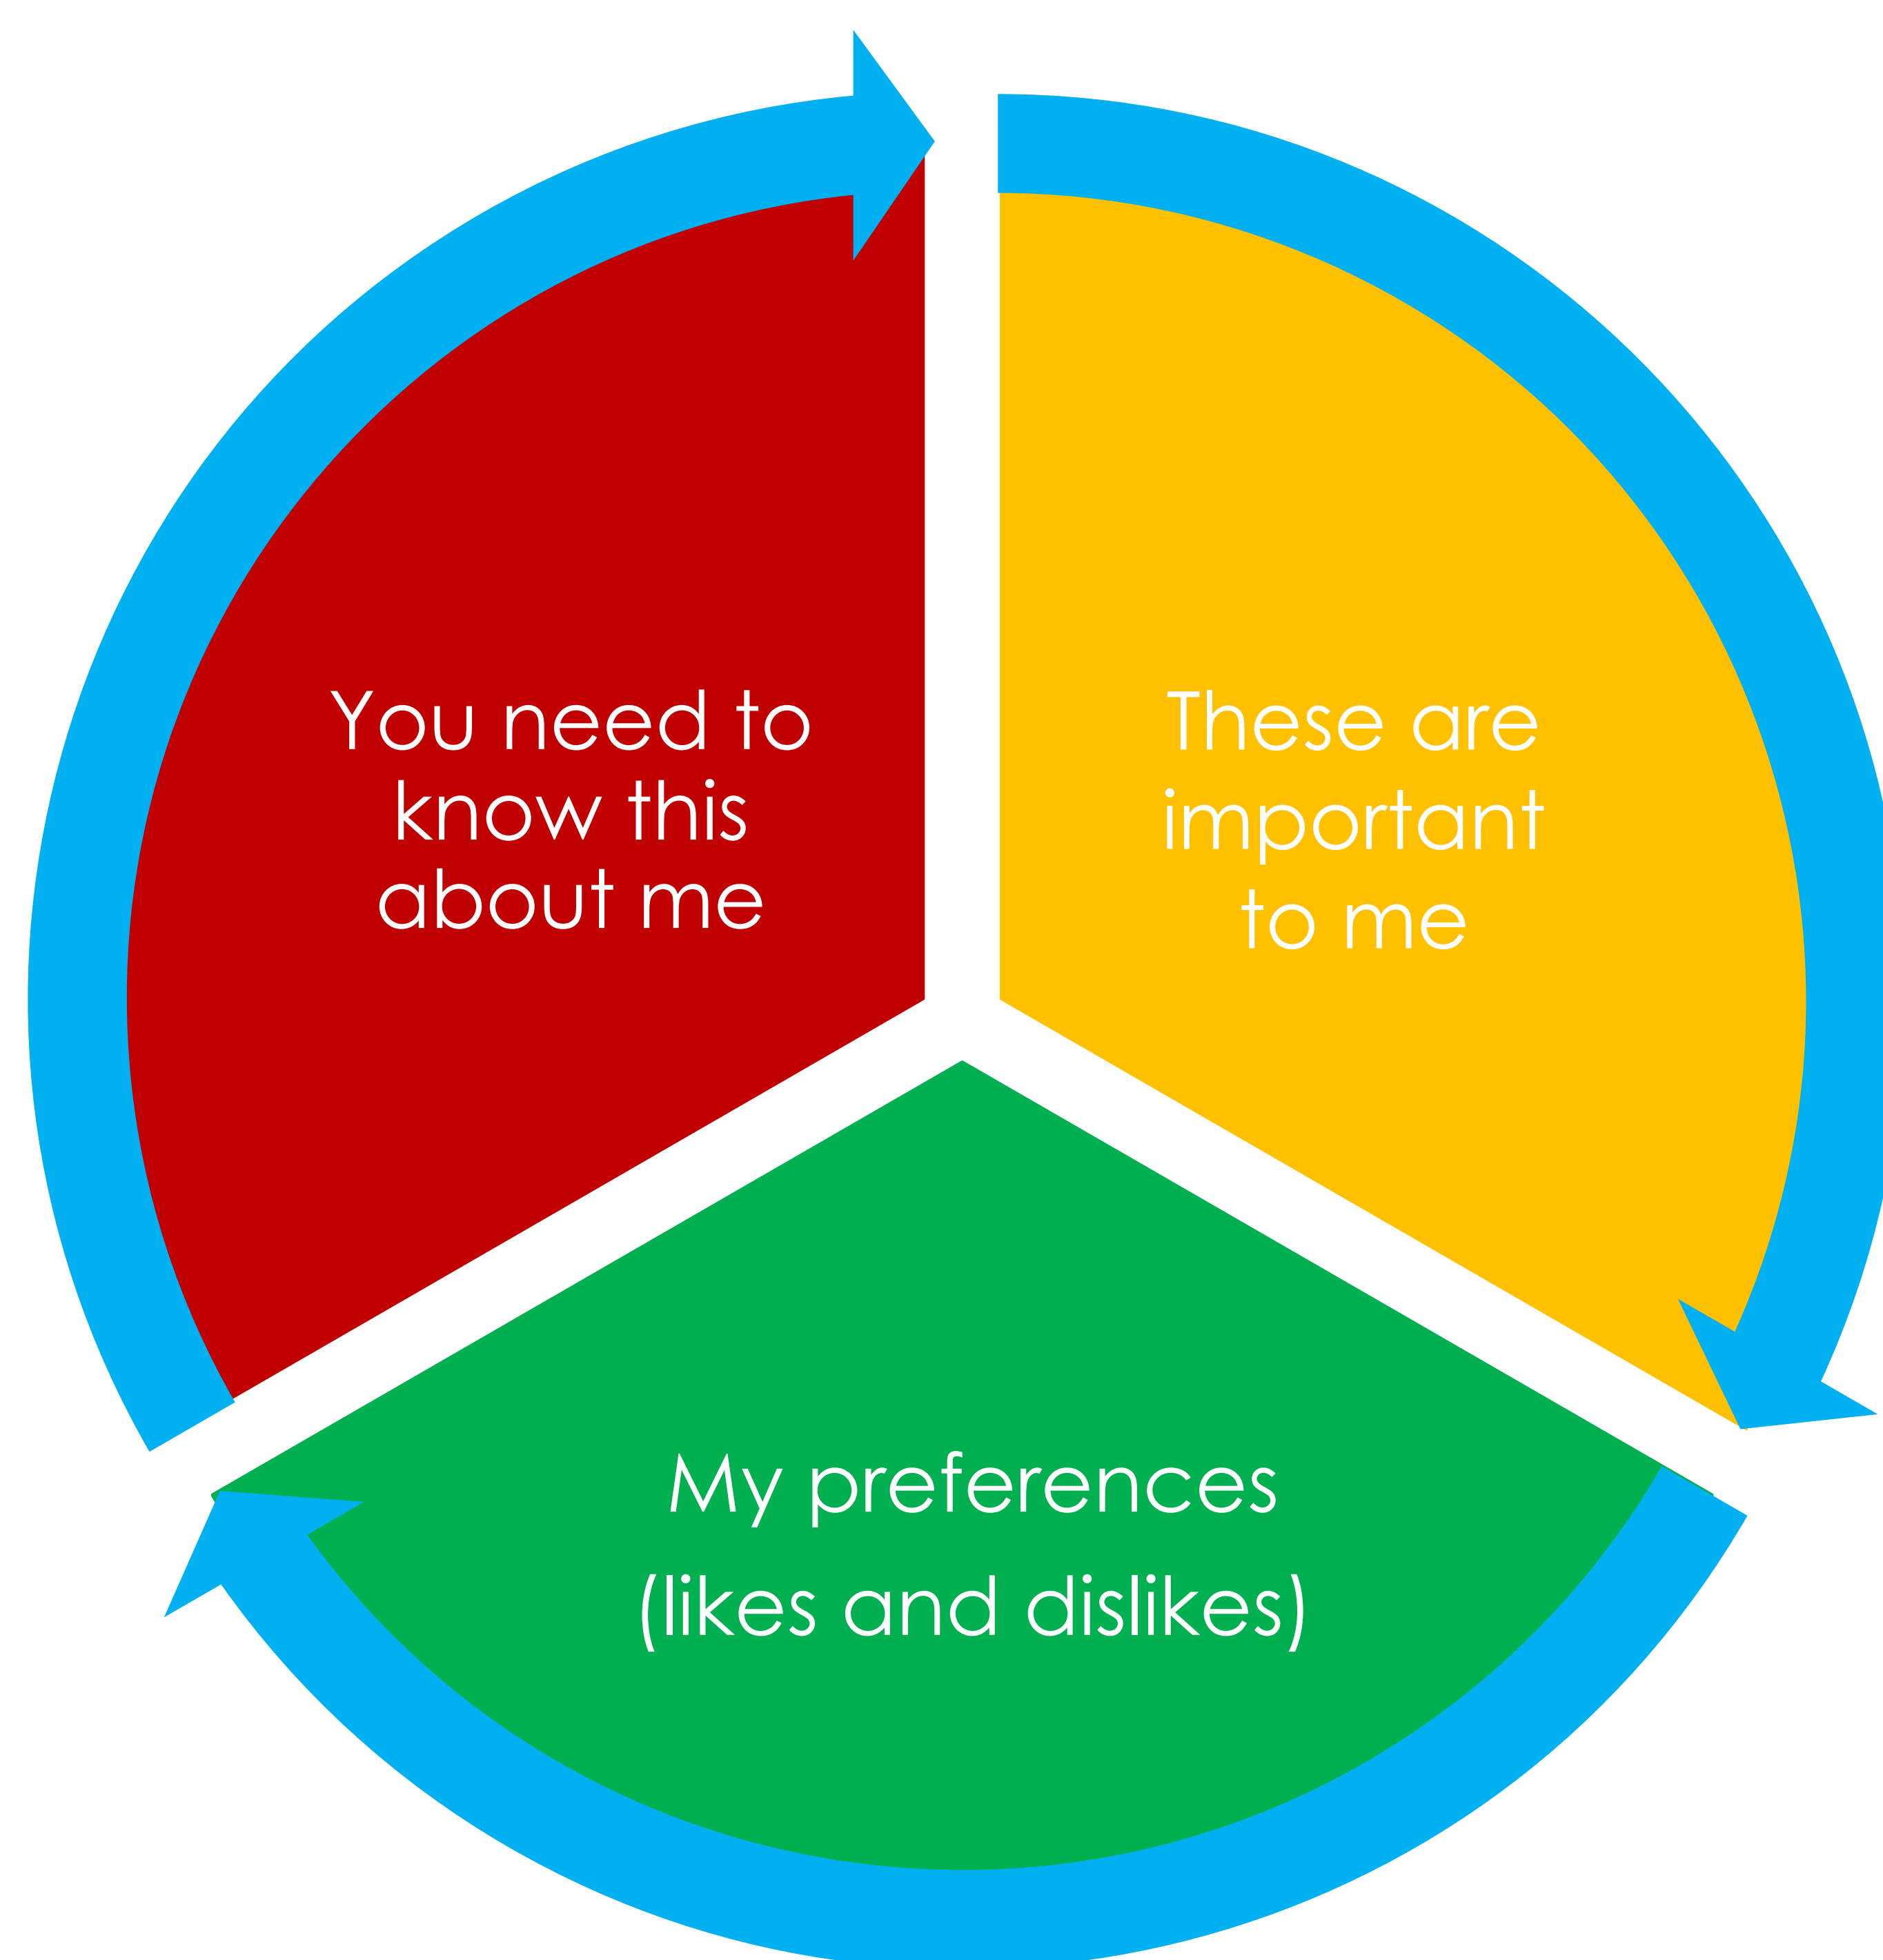 You need to
know this
about me
These are
important
to me
My preferences
(likes and dislikes)